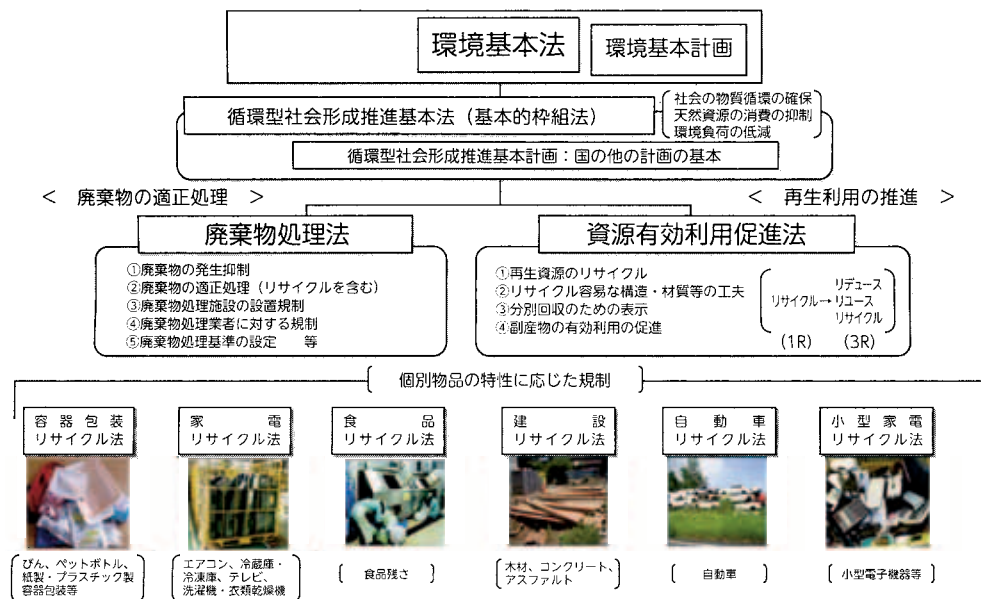 環境基本法
環境基本計画
循環型社会形成推進基本法（基本的枠組法）
社会の物質循環の確保
天然資源の消費の抑制
環境負荷の低減
循環型社会形成推進基本計画：国の他の計画の基本
＜ 廃棄物の適正処理 ＞
＜ 再生利用の推進 ＞
廃棄物処理法
①廃棄物の発生抑制
②廃棄物の適正処理（リサイクルを含む）
③廃棄物処理施設の設置規制
④廃棄物処理業者に対する規制
⑤廃棄物処理基準の設定　等
資源有効利用促進法
①再生資源のリサイクル
②リサイクル容易な構造・材質等の工夫
③分別回収のための表示
④副産物の有効利用の促進
リデュース
リサイクル→リユース
リサイクル
(1R)　(3R)
個別物品の特性に応じた規制
容器包装
リサイクル法
びん、ペットボトル、
紙製・プラスチック製
容器包装等
家電
リサイクル法
エアコン、冷蔵庫・
冷凍庫、テレビ、
洗濯機・衣類乾燥機
食品
リサイクル法
食品残さ
建設
リサイクル法
木材、コンクリート、
アスファルト
自動車
リサイクル法
自動車
小型家電
リサイクル法
小型電子機器等